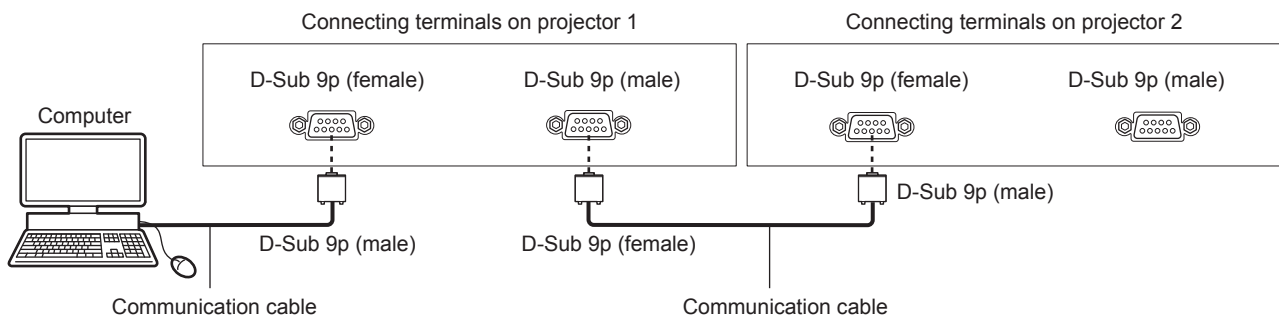 Connecting terminals on projector 1
Connecting terminals on projector 2
D-Sub 9p (female)
D-Sub 9p (male)
D-Sub 9p (female)
D-Sub 9p (male)
Computer
D-Sub 9p (male)
D-Sub 9p (male)
D-Sub 9p (female)
Communication cable
Communication cable